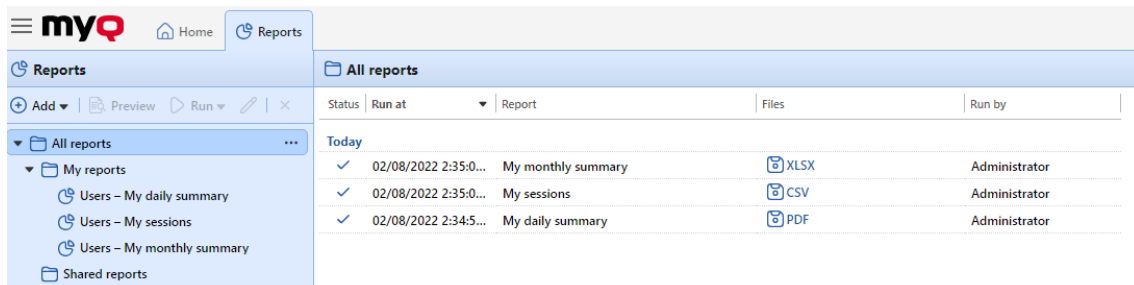 myQ
Home
Reports
Reports
Add
Preview
Run
All reports
My reports
Users – My daily summary
Users – My sessions
Users – My monthly summary
Shared reports
All reports
Status Run at Report Files Run by
Today
02/08/2022 2:35:0... My monthly summary XLSX Administrator
02/08/2022 2:35:0... My sessions CSV Administrator
02/08/2022 2:34:5... My daily summary PDF Administrator